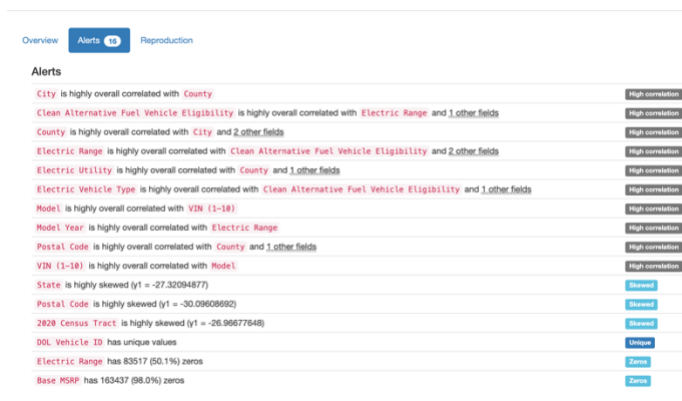 Overview Alerts 16 Reproduction
Alerts
City is highly overall correlated with County High correlation
Clean Alternative Fuel Vehicle Eligibility is highly overall correlated with Electric Range and 1 other fields High correlation
County is highly overall correlated with City and 2 other fields High correlation
Electric Range is highly overall correlated with Clean Alternative Fuel Vehicle Eligibility and 2 other fields High correlation
Electric Utility is highly overall correlated with County and 1 other fields High correlation
Electric Vehicle Type is highly overall correlated with Clean Alternative Fuel Vehicle Eligibility and 1 other fields High correlation
Model is highly overall correlated with VIN (1-10) High correlation
Model Year is highly overall correlated with Electric Range High correlation
Postal Code is highly overall correlated with County and 1 other fields High correlation
VIN (1-10) is highly overall correlated with Model High correlation
State is highly skewed (γ1 = -27.32094877) Skewed
Postal Code is highly skewed (γ1 = -30.09608692) Skewed
2020 Census Tract is highly skewed (γ1 = -26.96677648) Skewed
DOL Vehicle ID has unique values Unique
Electric Range has 83517 (50.1%) zeros Zeros
Base MSRP has 163437 (98.0%) zeros Zeros